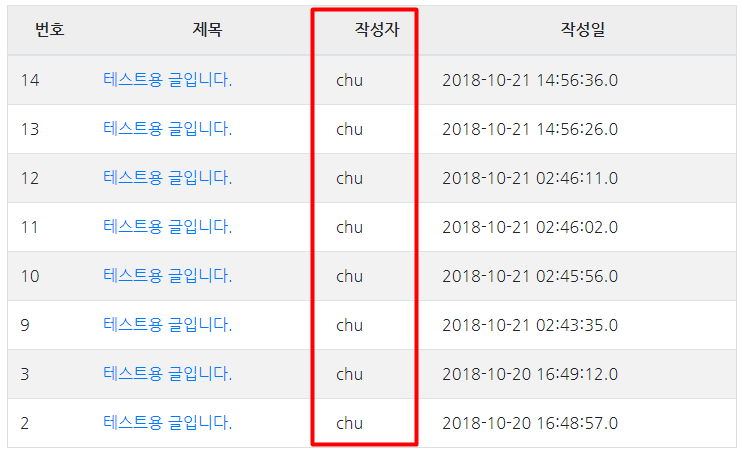 번호 제목 작성자 작성일
14 테스트용 글입니다. chu 2018-10-21 14:56:36.0
13 테스트용 글입니다. chu 2018-10-21 14:56:26.0
12 테스트용 글입니다. chu 2018-10-21 02:46:11.0
11 테스트용 글입니다. chu 2018-10-21 02:46:02.0
10 테스트용 글입니다. chu 2018-10-21 02:45:56.0
9 테스트용 글입니다. chu 2018-10-21 02:43:35.0
3 테스트용 글입니다. chu 2018-10-20 16:49:12.0
2 테스트용 글입니다. chu 2018-10-20 16:48:57.0